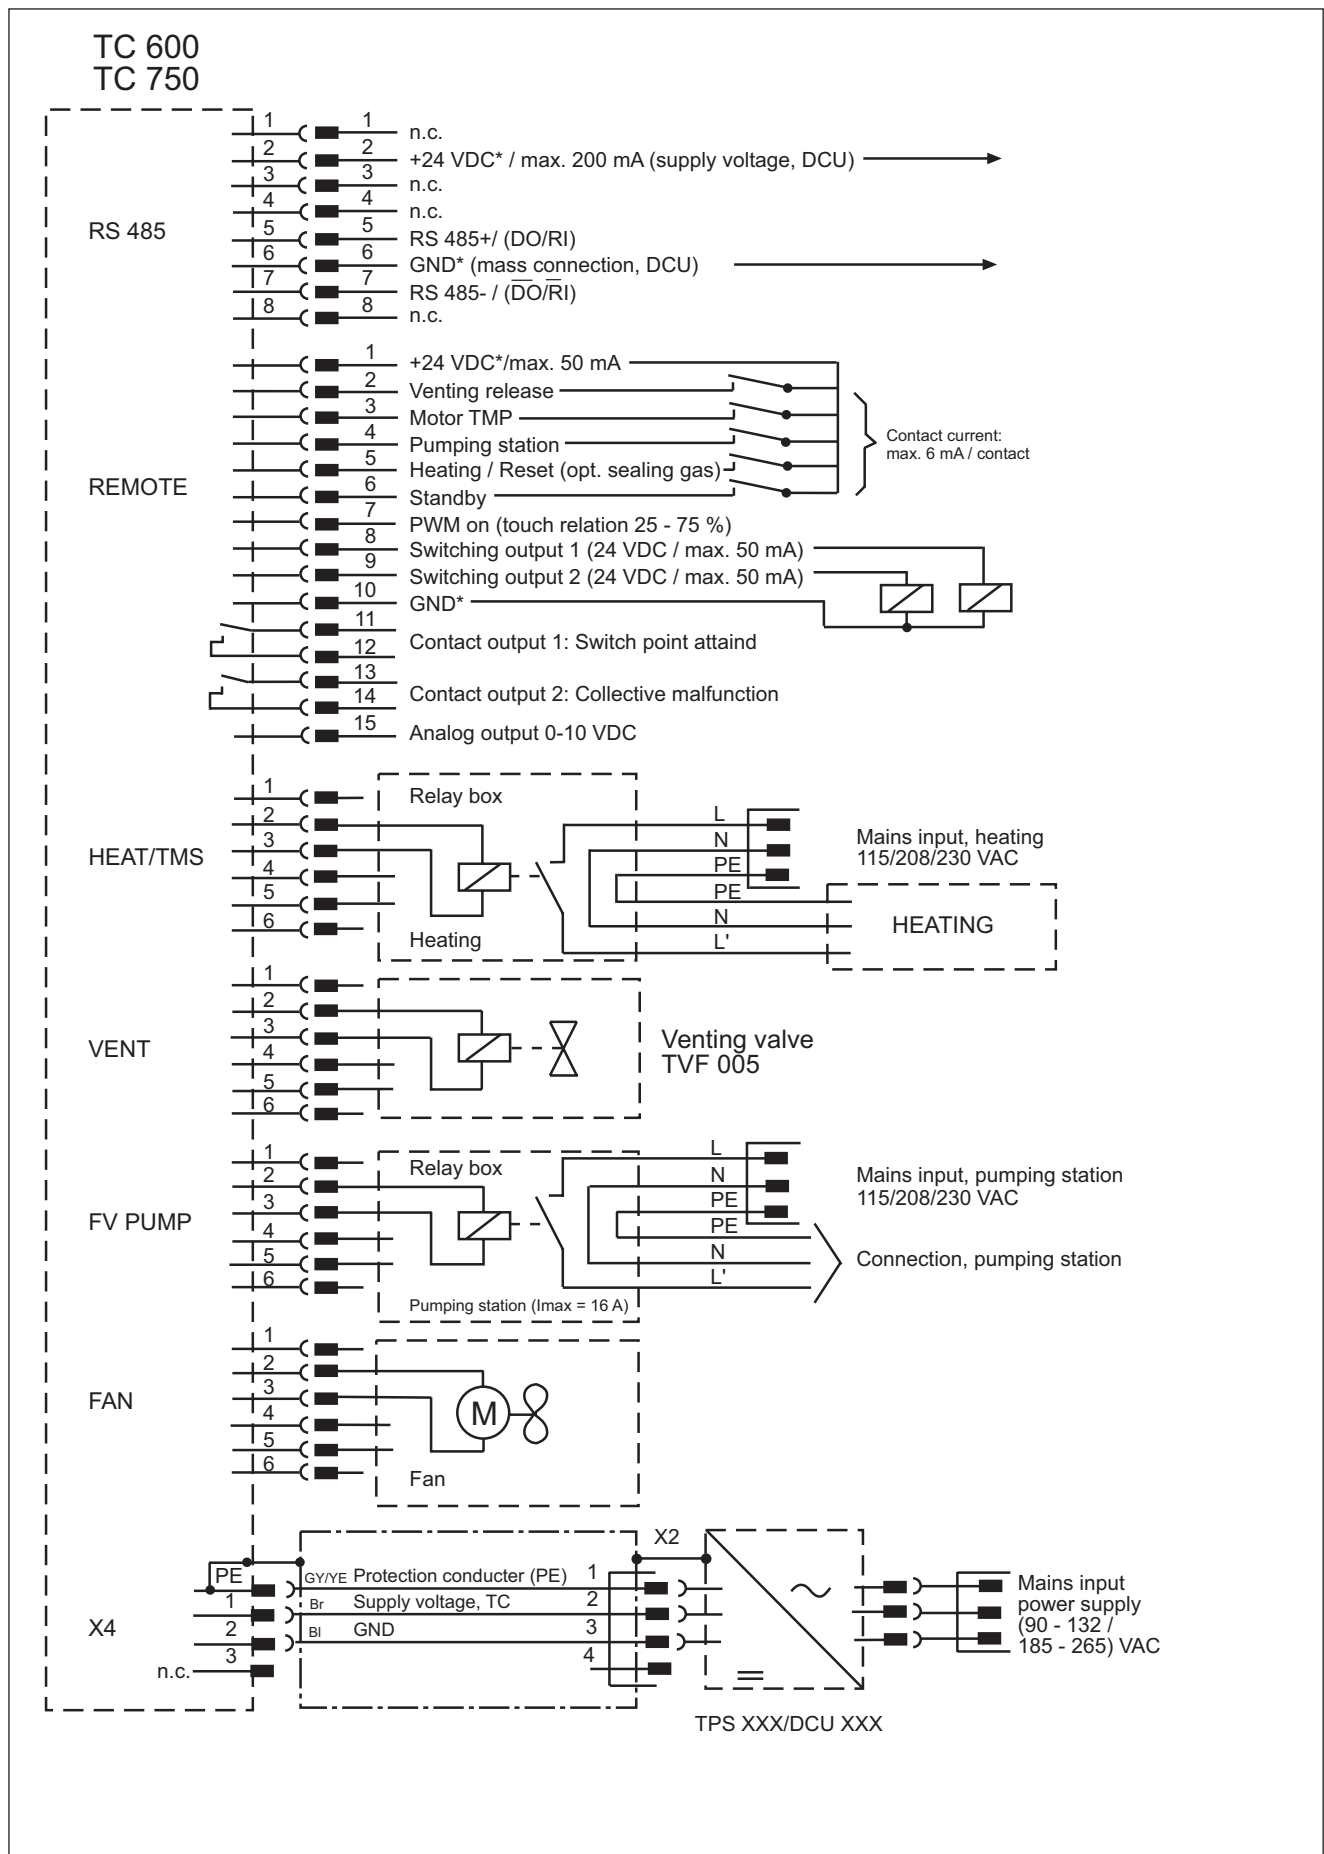 TC 600
TC 750
RS 485
1 1 n.c.
2 2 +24 VDC* / max. 200 mA (supply voltage, DCU)
3 3 n.c.
4 4 n.c.
5 5 RS 485+/ (DO/RI)
6 6 GND* (mass connection, DCU)
7 7 RS 485- / (D̅O̅/R̅I)
8 8 n.c.
REMOTE
1 +24 VDC*/max. 50 mA
2 Venting release
3 Motor TMP
4 Pumping station
5 Heating / Reset (opt. sealing gas)
6 Standby
7 PWM on (touch relation 25 - 75 %)
8 Switching output 1 (24 VDC / max. 50 mA)
9 Switching output 2 (24 VDC / max. 50 mA)
10 GND*
11
12
Contact output 1: Switch point attaind
13
14
Contact output 2: Collective malfunction
15 Analog output 0-10 VDC
Contact current:
max. 6 mA / contact
HEAT/TMS
1
2
3
4
5
6
Relay box
Heating
L
N
PE
PE
N
L'
Mains input, heating
115/208/230 VAC
HEATING
VENT
1
2
3
4
5
6
Venting valve
TVF 005
FV PUMP
1
2
3
4
5
6
Relay box
Pumping station (Imax = 16 A)
L
N
PE
PE
N
L'
Mains input, pumping station
115/208/230 VAC
Connection, pumping station
FAN
1
2
3
4
5
6
M
Fan
X4
PE
1
2
3
n.c.
GY/YE Protection conducter (PE) 1
Br Supply voltage, TC 2
Bl GND 3
4
X2
TPS XXX/DCU XXX
Mains input
power supply
(90 - 132 /
185 - 265) VAC